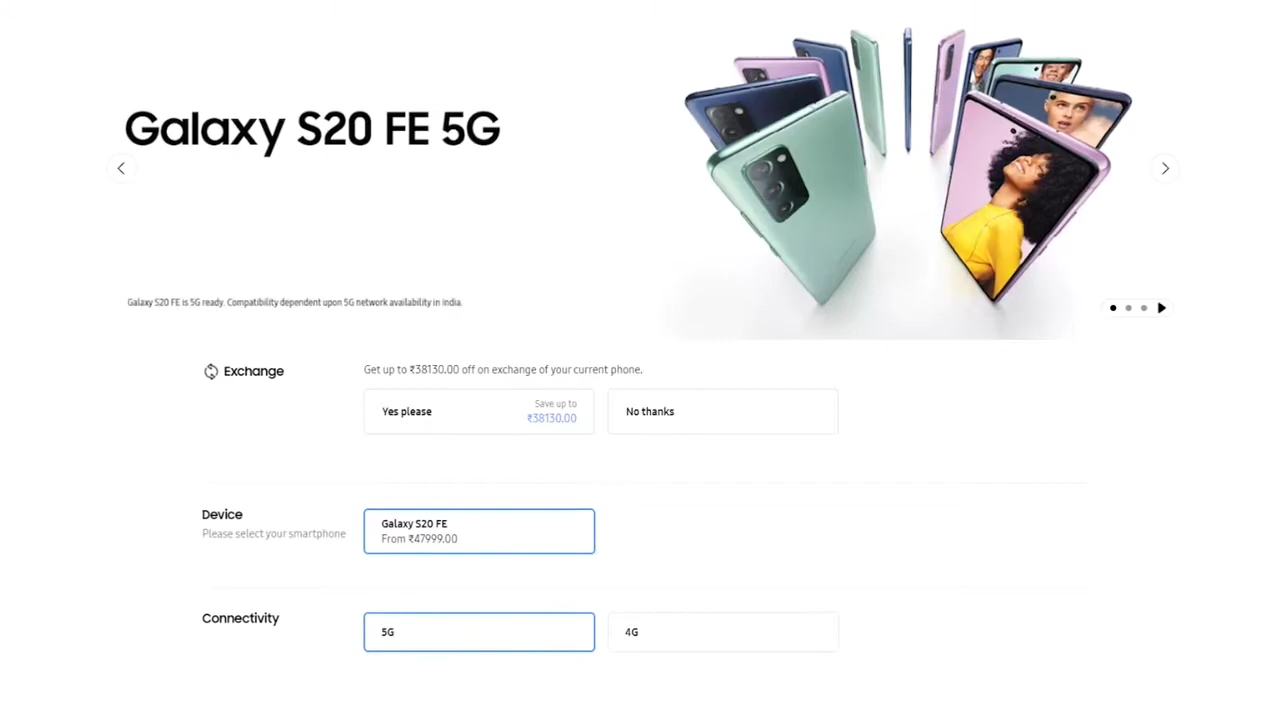 Galaxy S20 FE 5G
Galaxy S20 FE is 5G ready. Compatibility dependent upon 5G network availability in india.
Exchange
Get up to ₹38130.00 off on exchange of your current phone.
Yes please
Save up to
₹38130.00
No thanks
Device
Please select your smartphone
Galaxy S20 FE
From ₹47999.00
Connectivity
5G
4G